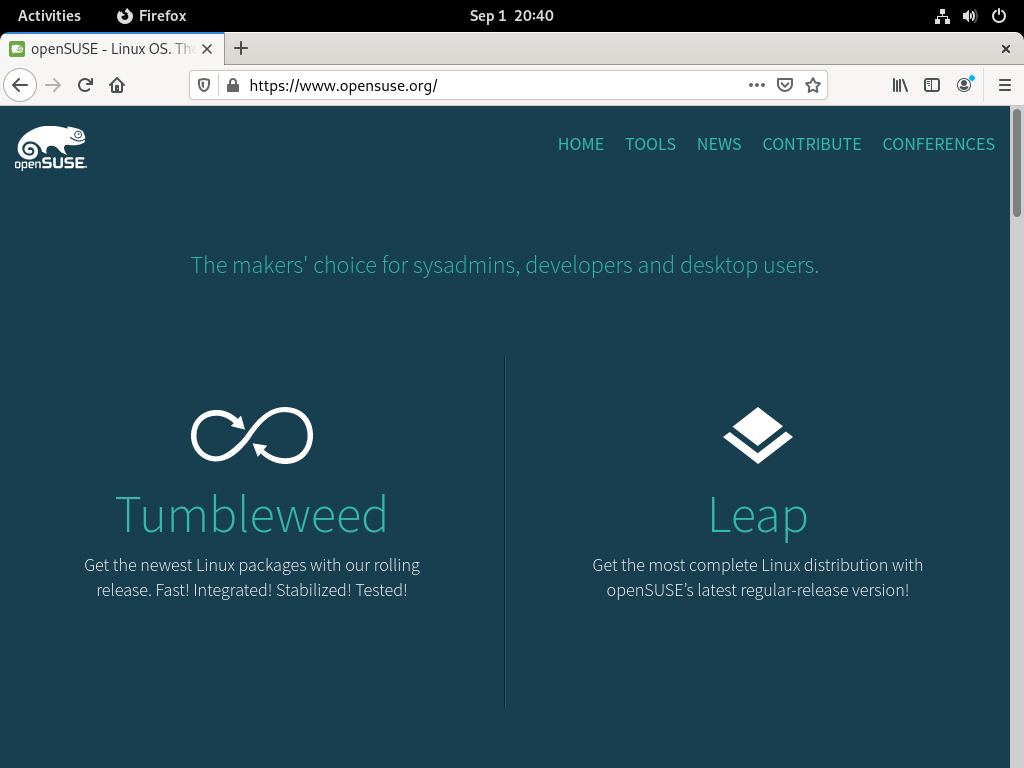 Activities Firefox Sep 1 20:40
openSUSE - Linux OS. The
https://www.opensuse.org/
openSUSE.
HOME TOOLS NEWS CONTRIBUTE CONFERENCES
The makers' choice for sysadmins, developers and desktop users.
Tumbleweed
Get the newest Linux packages with our rolling
release. Fast! Integrated! Stabilized! Tested!
Leap
Get the most complete Linux distribution with
openSUSE’s latest regular-release version!